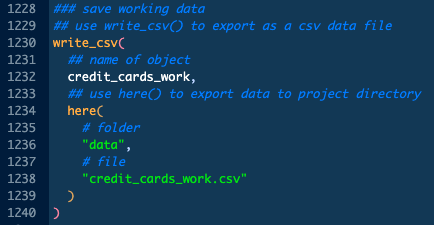 1228 ### save working data
1229 ## use write_csv() to export as a csv data file
1230 write_csv(
1231 ## name of object
1232 credit_cards_work,
1233 ## use here() to export data to project directory
1234 here(
1235 # folder
1236 "data",
1237 # file
1238 "credit_cards_work.csv"
1239 )
1240 )